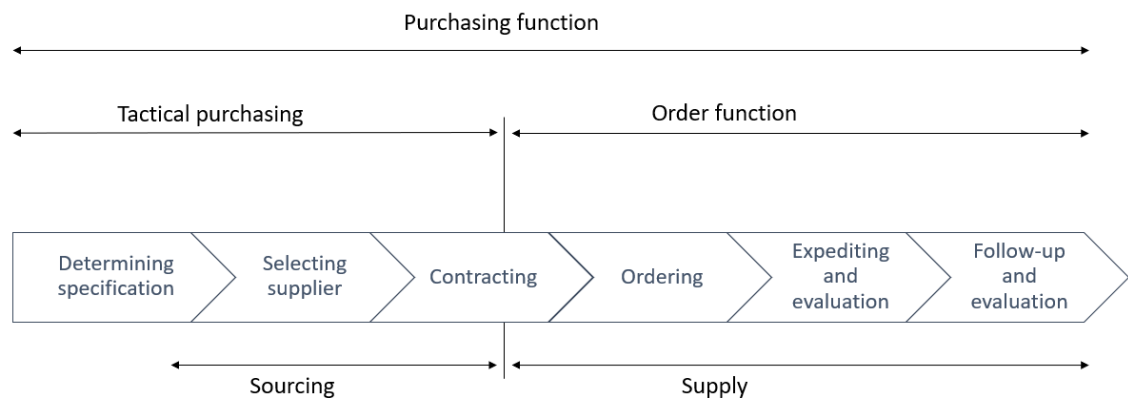 Purchasing function
Tactical purchasing
Order function
Determining
specification
Selecting
supplier
Contracting
Ordering
Expediting
and
evaluation
Follow-up
and
evaluation
Sourcing
Supply